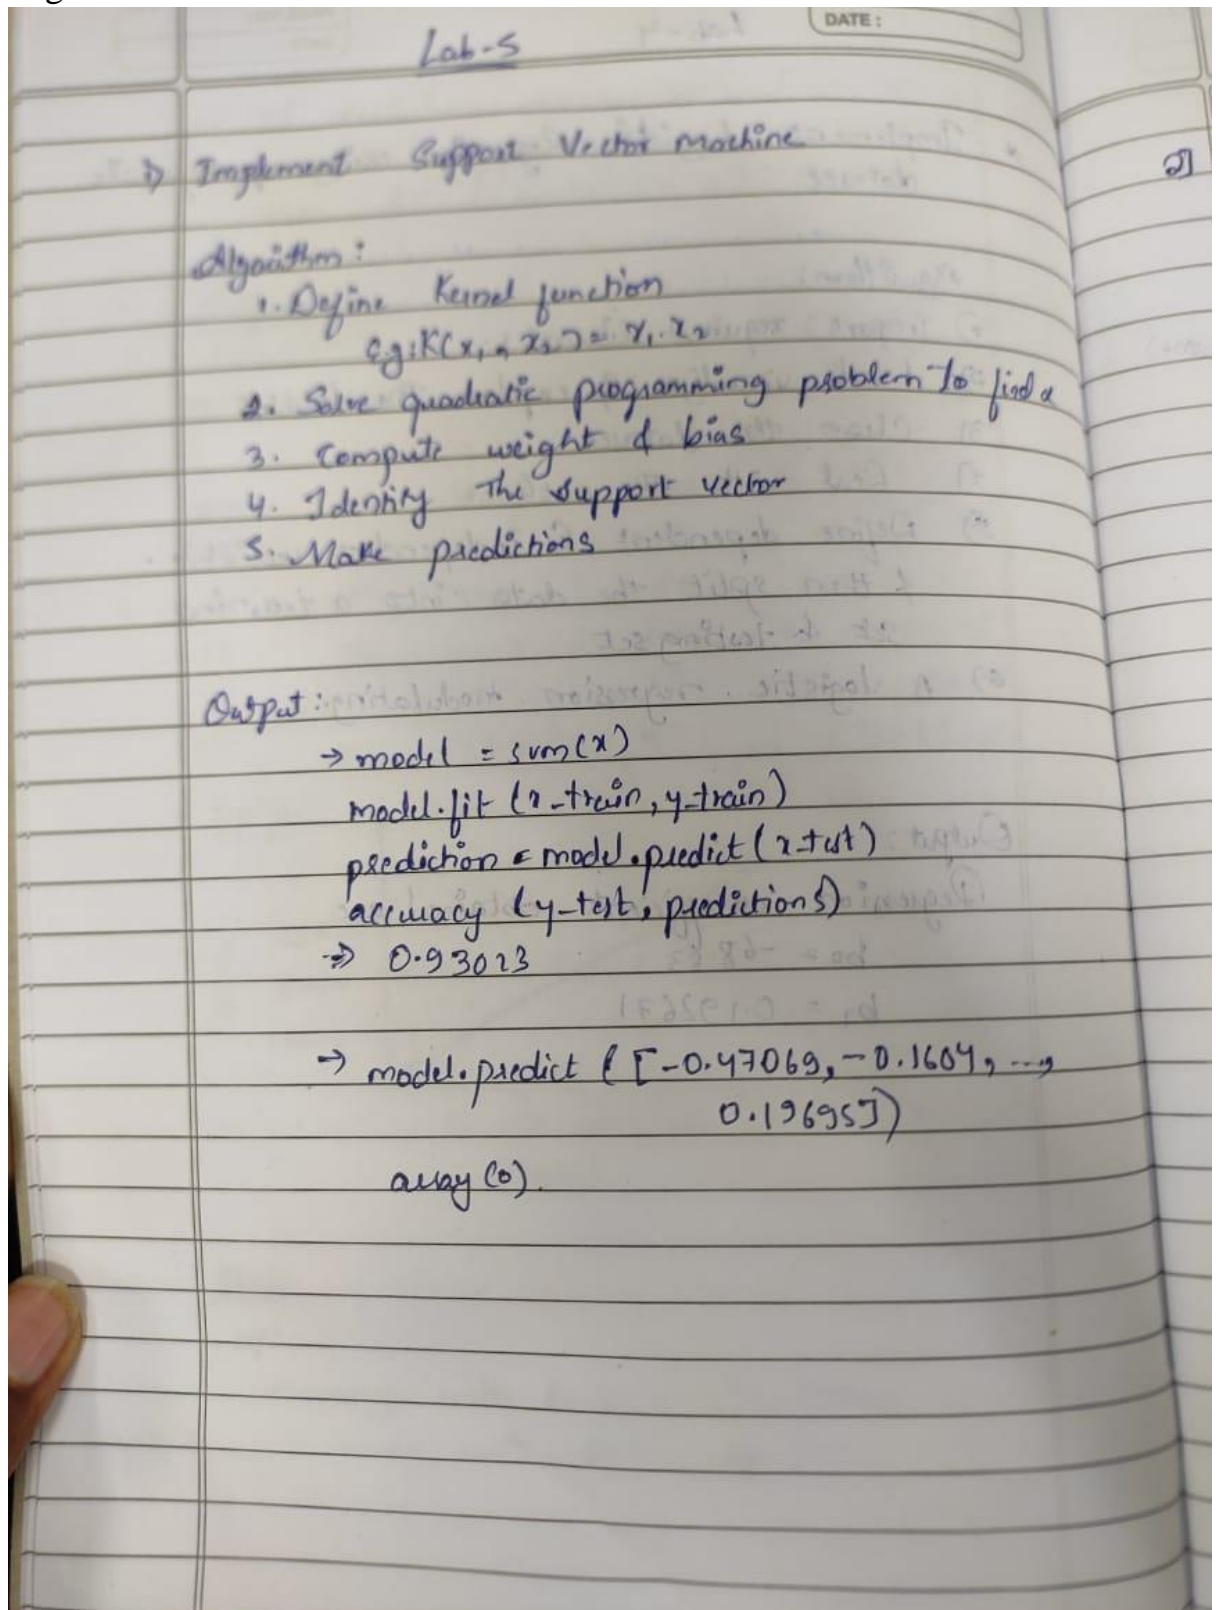 DATE :
Lab-5
1) Implement Support Vector machine
2)
Algorithm :
1. Define Kernel function
e.g: K(x1, x2) = x1. x2
2. Solve quadratic programming problem to find α
3. Compute weight & bias
4. Identify the support vector
5. Make predictions
Output :
→ model = svm(x)
model.fit (x_train, y_train)
prediction = model.predict (x_test)
accuracy (y_test, predictions)
⇒ 0.93023
→ model.predict ([-0.47069, -0.1604, ...,
0.19695])
array (0).